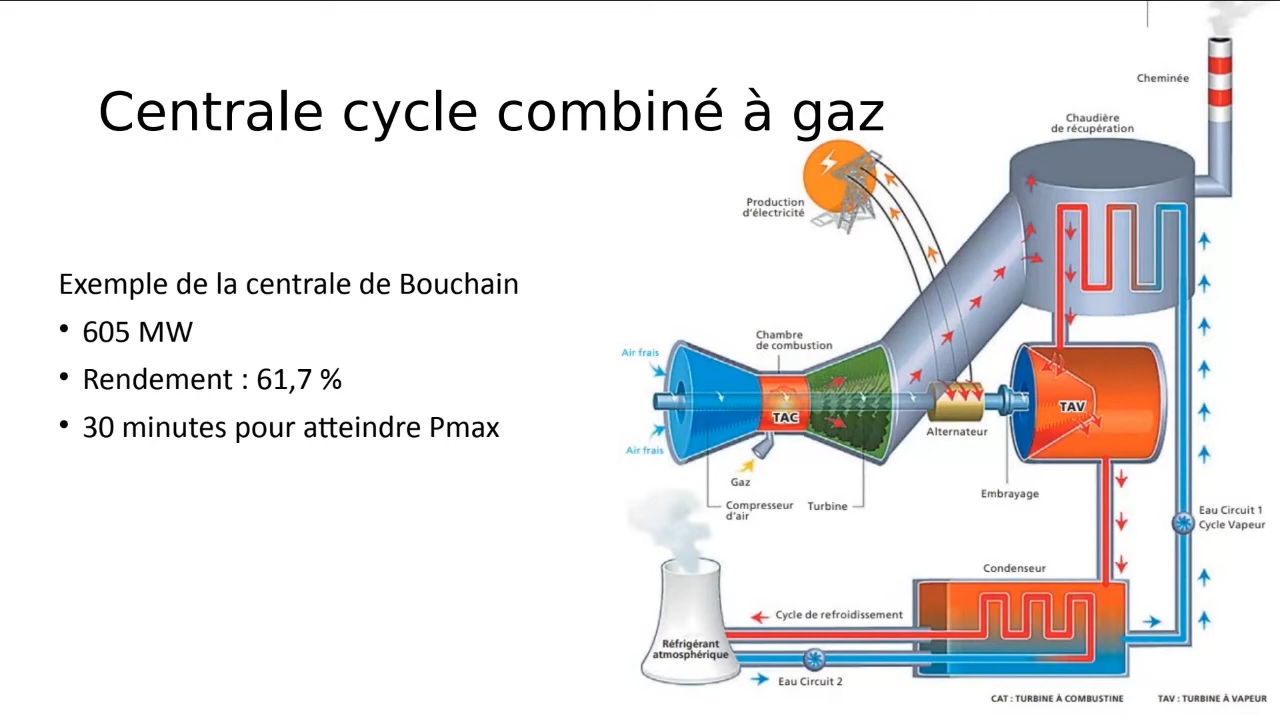 Centrale cycle combiné à gaz
Exemple de la centrale de Bouchain
• 605 MW
• Rendement : 61,7 %
• 30 minutes pour atteindre Pmax
Cheminée
Chaudière
de récupération
Production
d'électricité
Chambre
de combustion
Air frais
TAC
TAV
Alternateur
Air frais
Gaz
Embrayage
Compresseur
d'air
Turbine
Eau Circuit 1
Cycle Vapeur
Condenseur
Cycle de refroidissement
Réfrigérant
atmosphérique
Eau Circuit 2
CAT : TURBINE À COMBUSTINE
TAV : TURBINE À VAPEUR